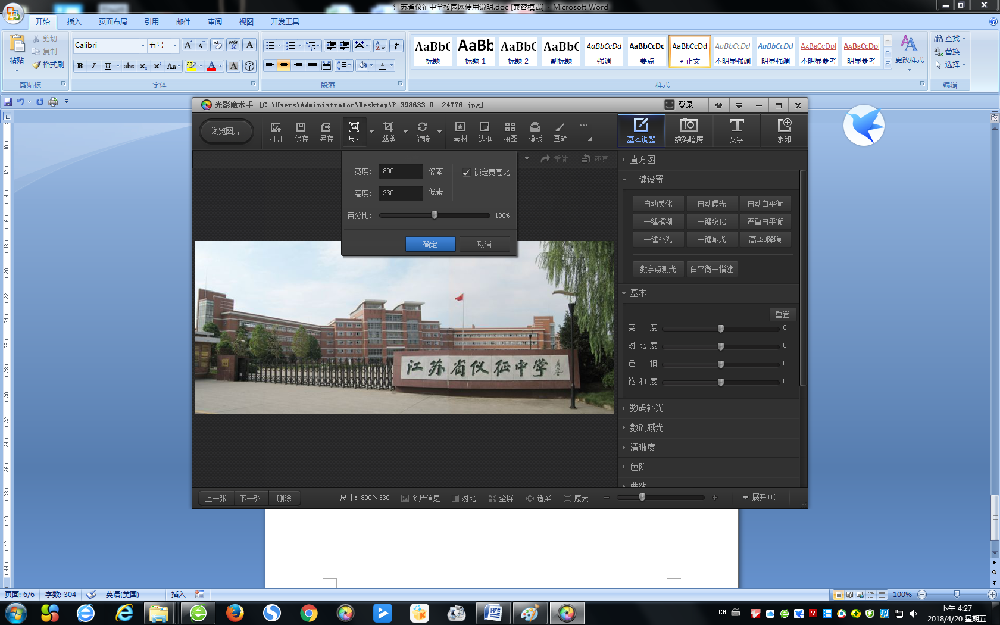 江苏省仪征中学校园网使用说明.doc [兼容模式] - Microsoft Word
开始 插入 页面布局 引用 邮件 审阅 视图 开发工具
粘贴 剪切 复制 格式刷
剪贴板
Calibri 五号
字体
段落
AaBbC AaBb AaBbC AaBbC AaBbCcDd AaBbCcDd AaBbCcDd AaBbCcDd AaBbCcDd AaBbCcDd AaBbCcDd
标题 标题 1 标题 2 副标题 强调 要点 正文 不明显强调 明显强调 不明显参考 明显参考
更改样式
样式
查找
替换
选择
编辑
光影魔术手 [C:\Users\Administrator\Desktop\P_398633_0__24776.jpg]
登录
浏览图片
打开 保存 另存 尺寸 裁剪 旋转 素材 边框 拼图 模板 画笔
基本调整 数码暗房 文字 水印
重做 还原
宽度: 800 像素
锁定宽高比
高度: 330 像素
百分比: 100%
确定 取消
直方图
一键设置
自动美化 自动曝光 自动白平衡
一键模糊 一键锐化 严重白平衡
一键补光 一键减光 高ISO降噪
数字点测光 白平衡一指键
基本
重置
亮 度 0
对比度 0
色 相 0
饱和度 0
数码补光
数码减光
清晰度
色阶
曲线
江苏省仪征中学
上一张 下一张 删除
尺寸: 800×330
图片信息 对比 全屏 适屏 原大
展开(1)
页面: 6/6 字数: 304 英语(美国) 插入
100%
CH
下午 4:27
2018/4/20 星期五